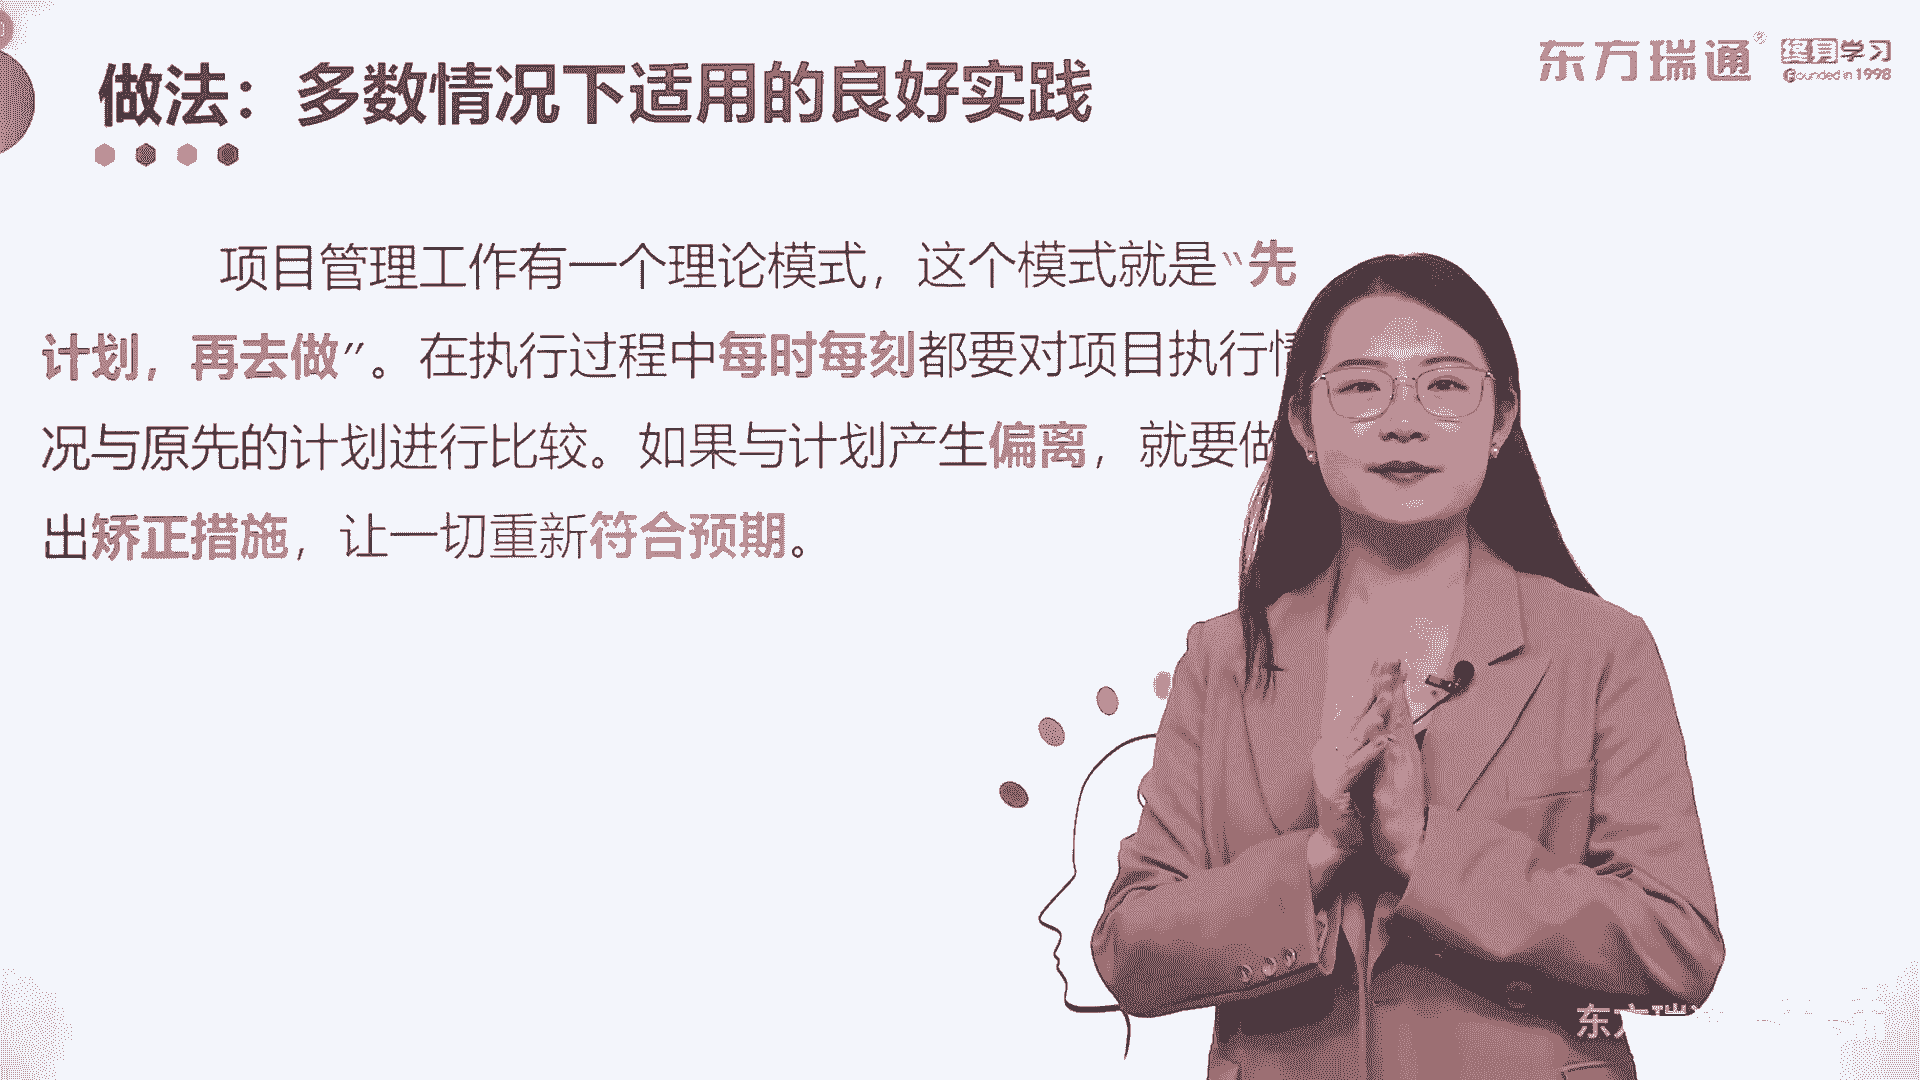 做法：多数情况下适用的良好实践
东方瑞通® 终身学习
Founded in 1998
项目管理工作有一个理论模式，这个模式就是“先
计划，再去做”。在执行过程中每时每刻都要对项目执行情
况与原先的计划进行比较。如果与计划产生偏离，就要做
出矫正措施，让一切重新符合预期。
东方瑞